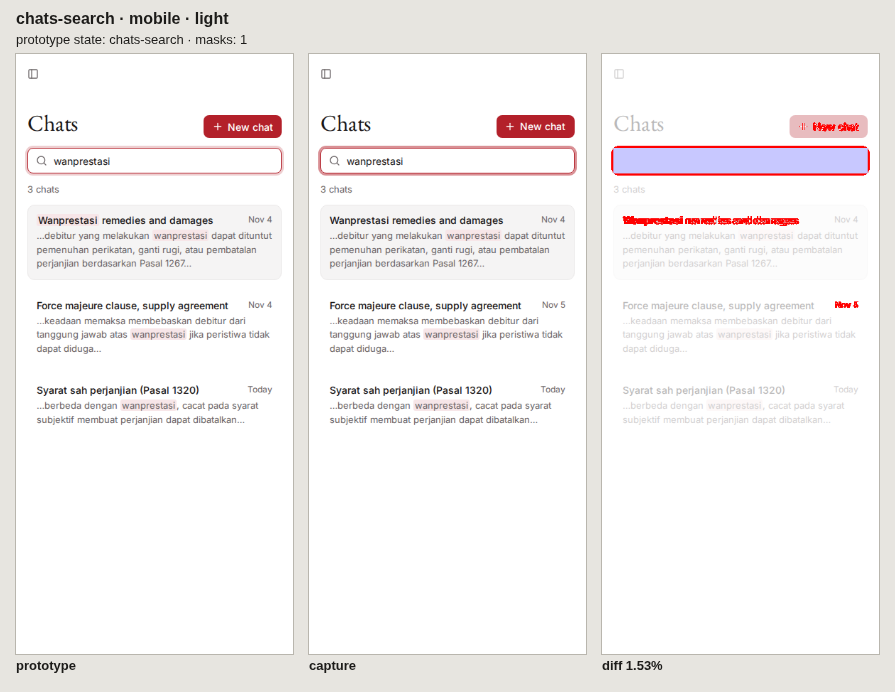 chats-search · mobile · light
prototype state: chats-search · masks: 1
Chats
+ New chat
wanprestasi
3 chats
Wanprestasi remedies and damages
Nov 4
...debitur yang melakukan wanprestasi dapat dituntut
pemenuhan perikatan, ganti rugi, atau pembatalan
perjanjian berdasarkan Pasal 1267...
Force majeure clause, supply agreement
Nov 4
...keadaan memaksa membebaskan debitur dari
tanggung jawab atas wanprestasi jika peristiwa tidak
dapat diduga...
Syarat sah perjanjian (Pasal 1320)
Today
...berbeda dengan wanprestasi, cacat pada syarat
subjektif membuat perjanjian dapat dibatalkan...
prototype
Chats
+ New chat
wanprestasi
3 chats
Wanprestasi remedies and damages
Nov 4
...debitur yang melakukan wanprestasi dapat dituntut
pemenuhan perikatan, ganti rugi, atau pembatalan
perjanjian berdasarkan Pasal 1267...
Force majeure clause, supply agreement
Nov 5
...keadaan memaksa membebaskan debitur dari
tanggung jawab atas wanprestasi jika peristiwa tidak
dapat diduga...
Syarat sah perjanjian (Pasal 1320)
Today
...berbeda dengan wanprestasi, cacat pada syarat
subjektif membuat perjanjian dapat dibatalkan...
capture
Chats
3 chats
Nov 4
...debitur yang melakukan wanprestasi dapat dituntut
pemenuhan perikatan, ganti rugi, atau pembatalan
perjanjian berdasarkan Pasal 1267...
Force majeure clause, supply agreement
...keadaan memaksa membebaskan debitur dari
tanggung jawab atas wanprestasi jika peristiwa tidak
dapat diduga...
Syarat sah perjanjian (Pasal 1320)
Today
...berbeda dengan wanprestasi, cacat pada syarat
subjektif membuat perjanjian dapat dibatalkan...
diff 1.53%